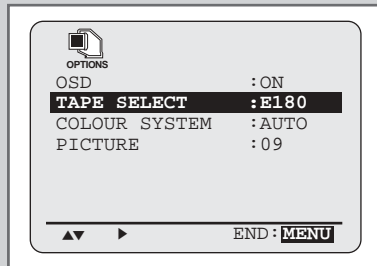 OPTIONS
OSD :ON
TAPE SELECT :E180
COLOUR SYSTEM :AUTO
PICTURE :09
▲▼ ▶ END:MENU